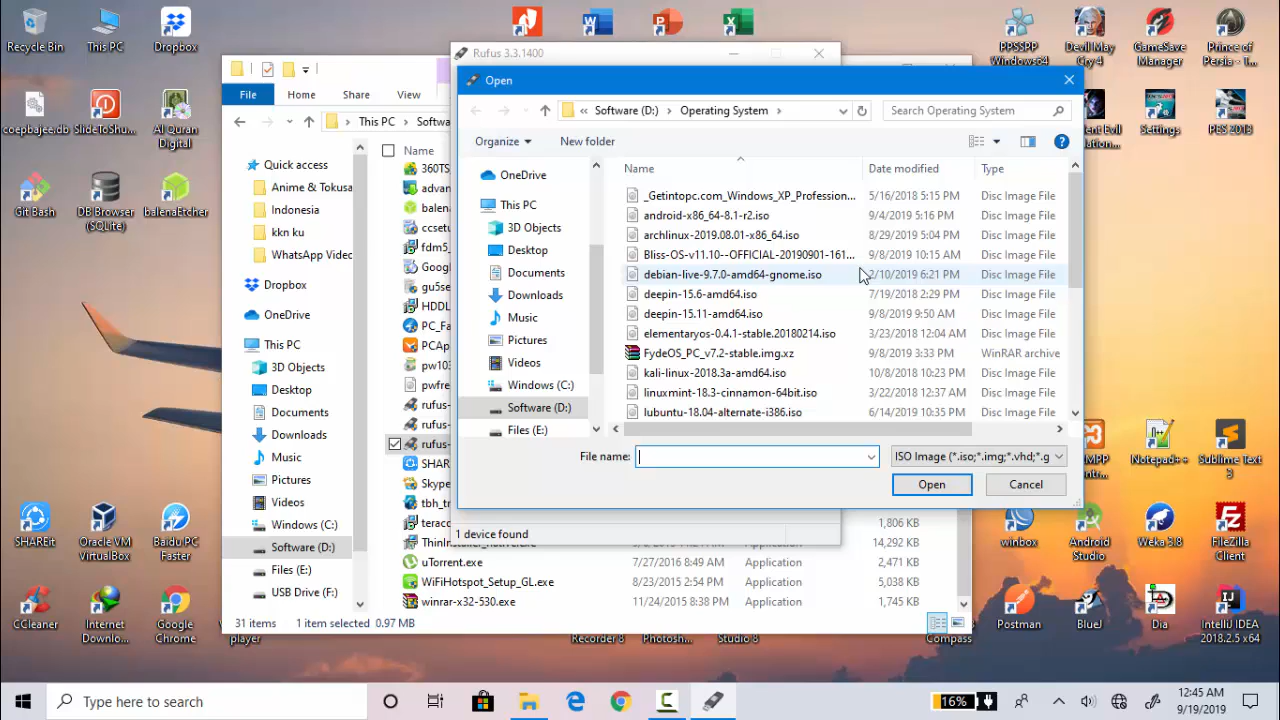 Recycle Bin
This PC
Dropbox
PPSSPP
Windows64
Devil May
Cry 4
GameSave
Manager
Prince of
Persia - T...
coepbajee.db
SlideToShu...
Al Quran
Digital
Settings
PES 2013
Git Bash
DB Browser
(SQLite)
balenaEtcher
SHAREit
Oracle VM
VirtualBox
Baidu PC
Faster
CCleaner
Internet
Downlo...
Google
Chrome
Notepad++
Sublime Text
3
winbox
Android
Studio
Weka 3.8
FileZilla
Client
Postman
BlueJ
Dia
IntelliJ IDEA
2018.2.5 x64
Rufus 3.3.1400
1 device found
Open
« Software (D:) > Operating System >
Search Operating System
Organize
New folder
OneDrive
This PC
3D Objects
Desktop
Documents
Downloads
Music
Pictures
Videos
Windows (C:)
Software (D:)
Files (E:)
Name Date modified Type
_Getintopc.com_Windows_XP_Profession... 5/16/2018 5:15 PM Disc Image File
android-x86_64-8.1-r2.iso 9/4/2019 5:16 PM Disc Image File
archlinux-2019.08.01-x86_64.iso 8/29/2019 5:04 PM Disc Image File
Bliss-OS-v11.10--OFFICIAL-20190901-161... 9/8/2019 10:15 AM Disc Image File
debian-live-9.7.0-amd64-gnome.iso 2/10/2019 6:21 PM Disc Image File
deepin-15.6-amd64.iso 7/19/2018 2:29 PM Disc Image File
deepin-15.11-amd64.iso 9/8/2019 9:50 AM Disc Image File
elementaryos-0.4.1-stable.20180214.iso 3/23/2018 12:04 AM Disc Image File
FydeOS_PC_v7.2-stable.img.xz 9/8/2019 3:33 PM WinRAR archive
kali-linux-2018.3a-amd64.iso 10/8/2018 10:23 PM Disc Image File
linuxmint-18.3-cinnamon-64bit.iso 3/22/2018 12:37 AM Disc Image File
lubuntu-18.04-alternate-i386.iso 6/14/2019 10:35 PM Disc Image File
File name:
ISO Image (*.iso;*.img;*.vhd;*.g
Open
Cancel
File
Home
Share
View
This PC > Softwa
Quick access
Anime & Tokusa
Indonesia
kkn ku
WhatsApp Video
Dropbox
OneDrive
This PC
3D Objects
Desktop
Documents
Downloads
Music
Pictures
Videos
Windows (C:)
Software (D:)
Files (E:)
USB Drive (F:)
Name
360TS
advan
balen
ccsetu
fdm5_
Googl
gu5se
HDDL
PC_Fa
PCAp
pw10
pwfre
rufus-
rufus-
rufus-
SHAR
Skype
tbh_tr
teraco 1,806 KB
14,292 KB
uTorrent.exe 7/27/2016 8:49 AM Application 2,471 KB
WiFiHotspot_Setup_GL.exe 8/23/2015 2:54 PM Application 5,038 KB
winrar-x32-530.exe 11/24/2015 8:38 PM Application 1,745 KB
31 items 1 item selected 0.97 MB
player
Recorder 8
Photosh...
Studio 8
Compass
Type here to search
16%
12:45 AM
9/19/2019